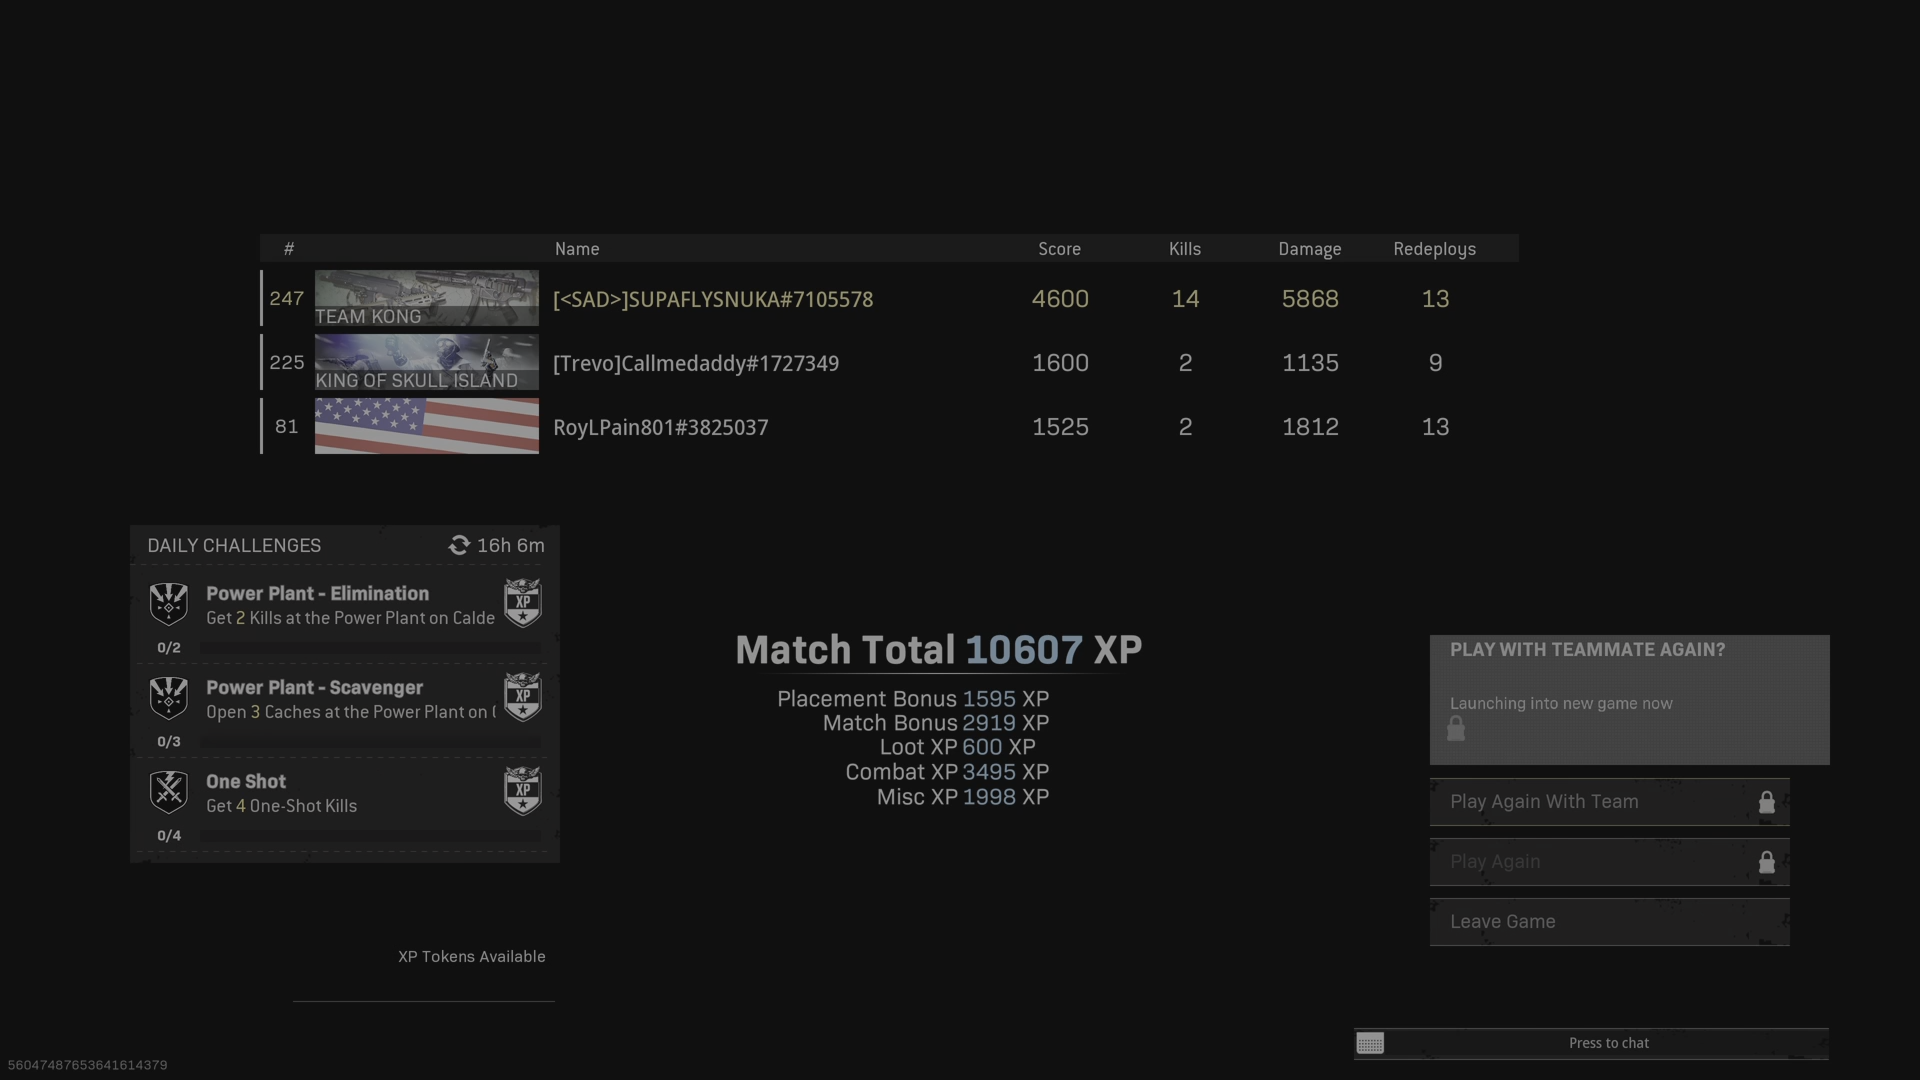 # Name Score Kills Damage Redeploys
247 TEAM KONG [<SAD>]SUPAFLYSNUKA#7105578 4600 14 5868 13
225 KING OF SKULL ISLAND [Trevo]Callmedaddy#1727349 1600 2 1135 9
81 RoyLPain801#3825037 1525 2 1812 13
DAILY CHALLENGES 16h 6m
Power Plant - Elimination
Get 2 Kills at the Power Plant on Calde
XP
0/2
Power Plant - Scavenger
Open 3 Caches at the Power Plant on
XP
0/3
One Shot
Get 4 One-Shot Kills
XP
0/4
XP Tokens Available
Match Total 10607 XP
Placement Bonus 1595 XP
Match Bonus 2919 XP
Loot XP 600 XP
Combat XP 3495 XP
Misc XP 1998 XP
PLAY WITH TEAMMATE AGAIN?
Launching into new game now
Play Again With Team
Play Again
Leave Game
Press to chat
56047487653641614379